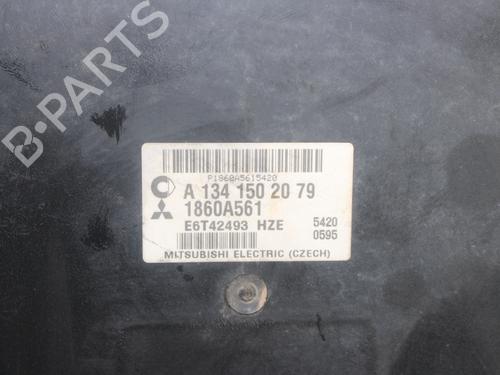 B-PARTS
P1860A5615420
A 134 150 20 79
1860A561
E6T42493 HZE 5420
0595
MITSUBISHI ELECTRIC (CZECH)